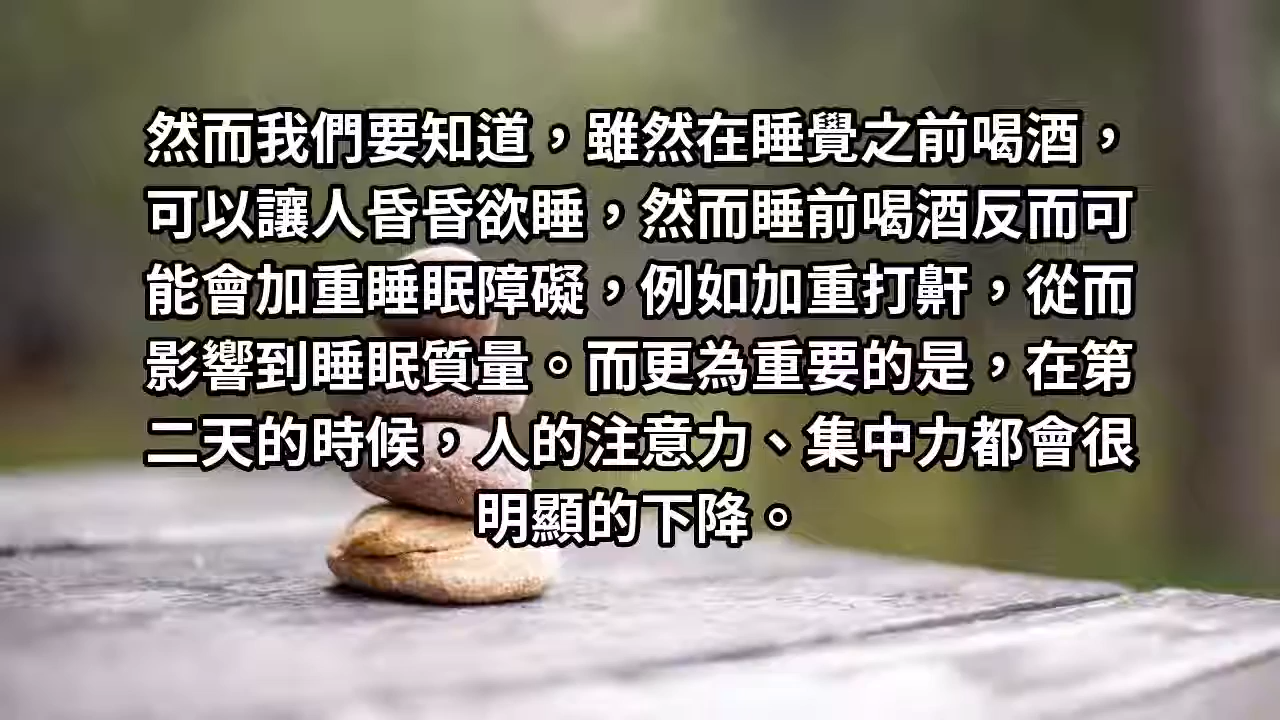 然而我們要知道，雖然在睡覺之前喝酒，
可以讓人昏昏欲睡，然而睡前喝酒反而可
能會加重睡眠障礙，例如加重打鼾，從而
影響到睡眠質量。而更為重要的是，在第
二天的時候，人的注意力、集中力都會很
明顯的下降。